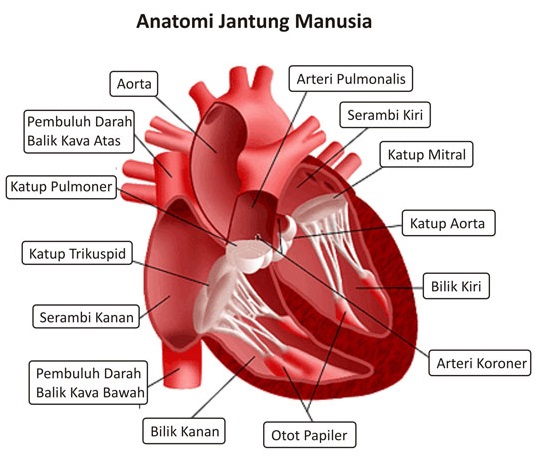 Anatomi Jantung Manusia
Aorta
Arteri Pulmonalis
Pembuluh Darah
Balik Kava Atas
Serambi Kiri
Katup Mitral
Katup Pulmoner
Katup Aorta
Katup Trikuspid
Bilik Kiri
Serambi Kanan
Arteri Koroner
Pembuluh Darah
Balik Kava Bawah
Bilik Kanan
Otot Papiler